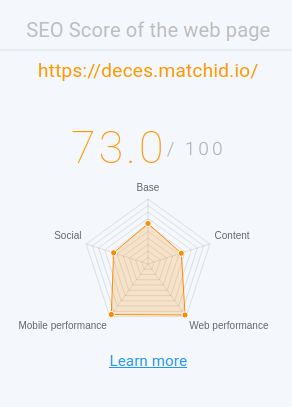 SEO Score of the web page
https://deces.matchid.io/
73.0 / 100
Base
Social
Content
Mobile performance
Web performance
Learn more